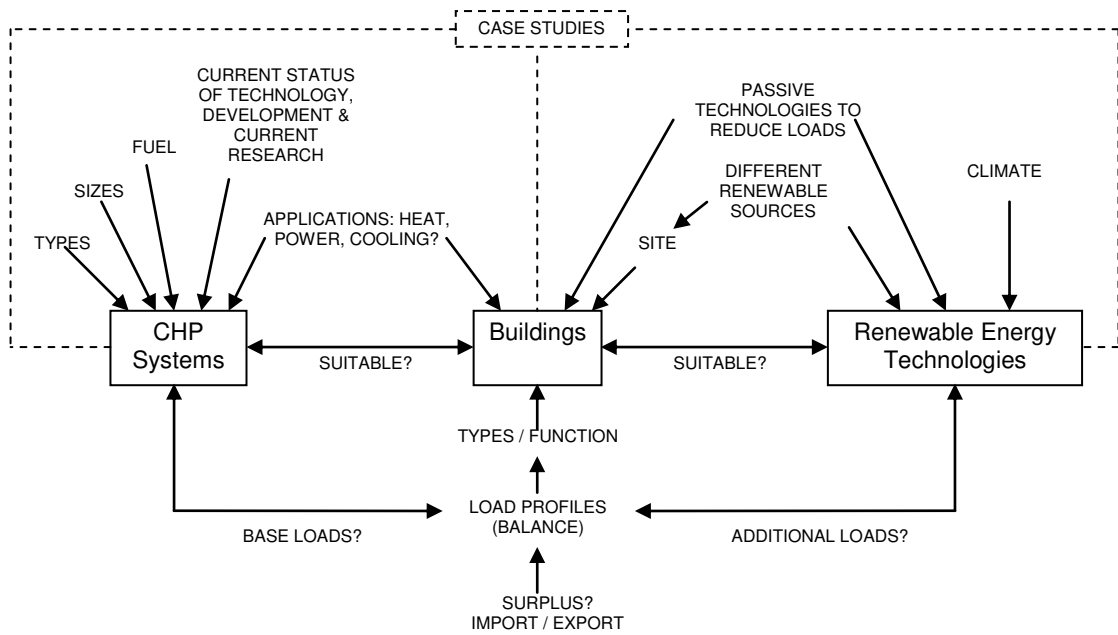 CASE STUDIES
CURRENT STATUS
OF TECHNOLOGY,
DEVELOPMENT &
CURRENT
RESEARCH
PASSIVE
TECHNOLOGIES TO
REDUCE LOADS
FUEL
SIZES
TYPES
APPLICATIONS: HEAT,
POWER, COOLING?
SITE
DIFFERENT
RENEWABLE
SOURCES
CLIMATE
CHP
Systems
SUITABLE?
Buildings
SUITABLE?
Renewable Energy
Technologies
TYPES / FUNCTION
LOAD PROFILES
(BALANCE)
BASE LOADS?
ADDITIONAL LOADS?
SURPLUS?
IMPORT / EXPORT